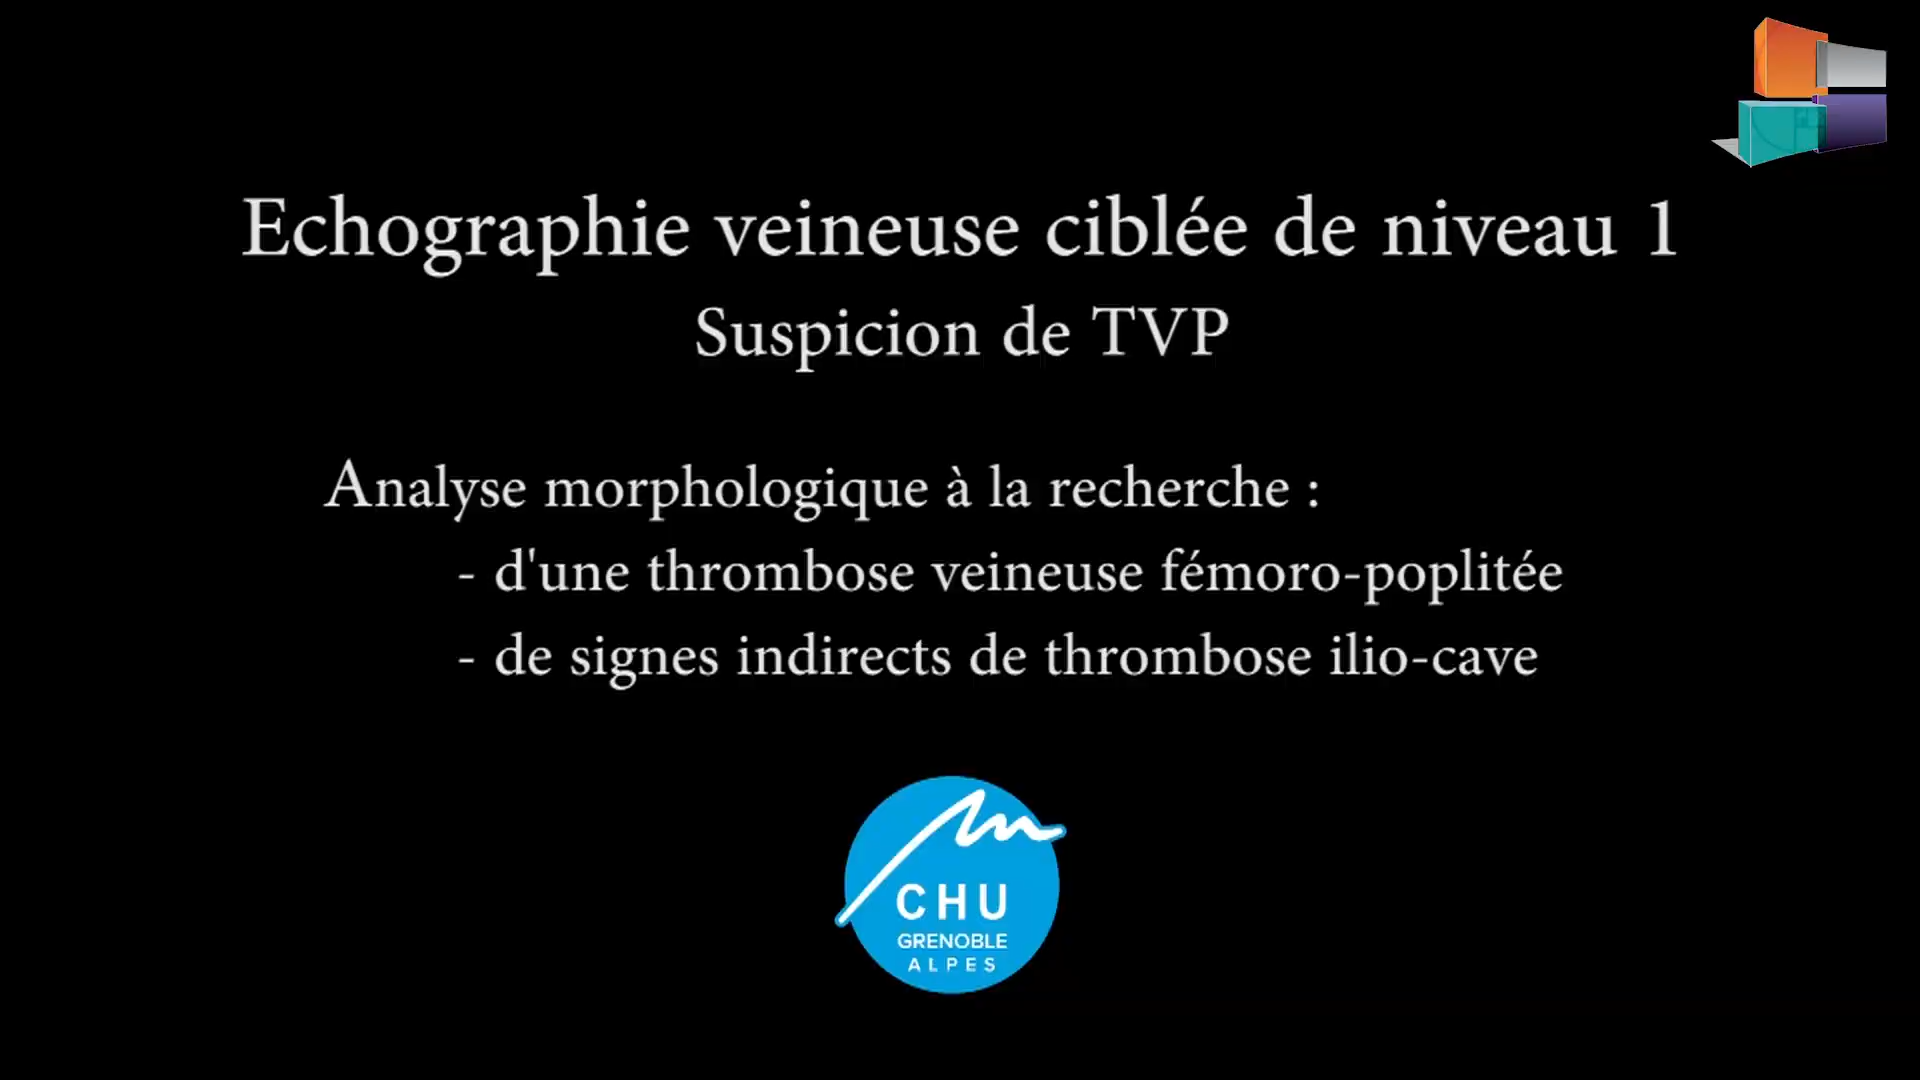 Echographie veineuse ciblée de niveau 1
Suspicion de TVP
Analyse morphologique à la recherche :
- d'une thrombose veineuse fémoro-poplitée
- de signes indirects de thrombose ilio-cave
CHU
GRENOBLE
ALPES